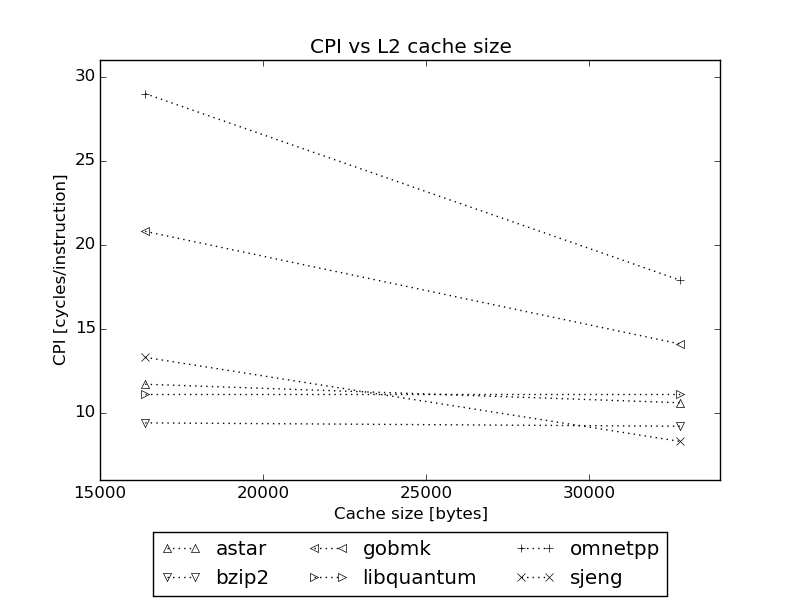 CPI vs L2 cache size
30
25
20
15
10
CPI [cycles/instruction]
15000 20000 25000 30000
Cache size [bytes]
astar gobmk omnetpp
bzip2 libquantum sjeng